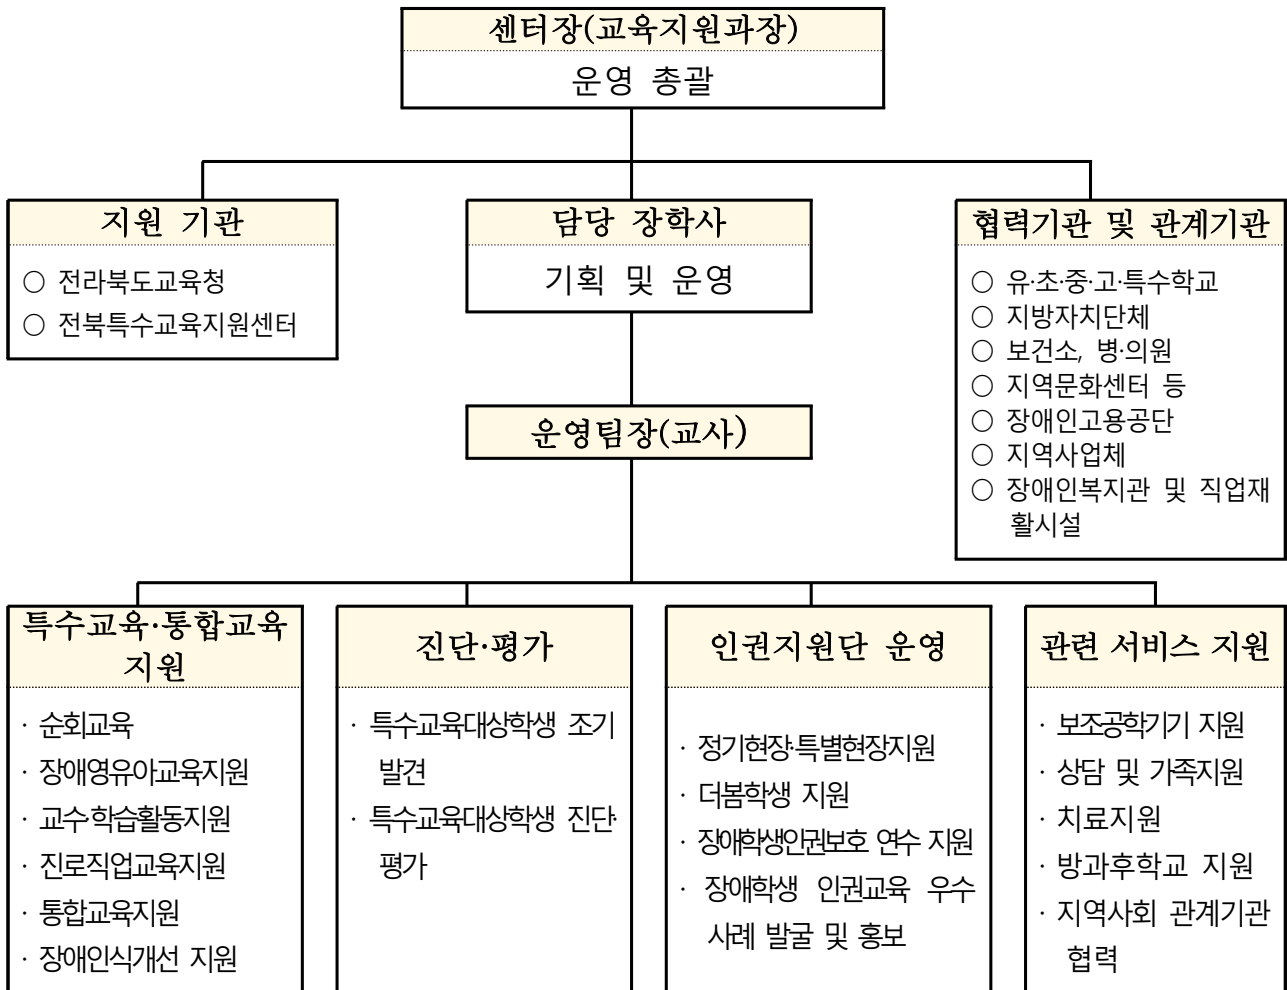 센터장(교육지원과장)
운영 총괄
지원 기관
○ 전라북도교육청
○ 전북특수교육지원센터
담당 장학사
기획 및 운영
협력기관 및 관계기관
○ 유·초·중·고·특수학교
○ 지방자치단체
○ 보건소, 병·의원
○ 지역문화센터 등
○ 장애인고용공단
○ 지역사업체
○ 장애인복지관 및 직업재
활시설
운영팀장(교사)
특수교육·통합교육
지원
· 순회교육
· 장애영유아교육지원
· 교수·학습활동지원
· 진로직업교육지원
· 통합교육지원
· 장애인식개선 지원
진단·평가
· 특수교육대상학생 조기
발견
· 특수교육대상학생 진단·
평가
인권지원단 운영
· 정기현장·특별현장지원
· 더봄학생 지원
· 장애학생인권보호 연수 지원
· 장애학생 인권교육 우수
사례 발굴 및 홍보
관련 서비스 지원
· 보조공학기기 지원
· 상담 및 가족지원
· 치료지원
· 방과후학교 지원
· 지역사회 관계기관
협력